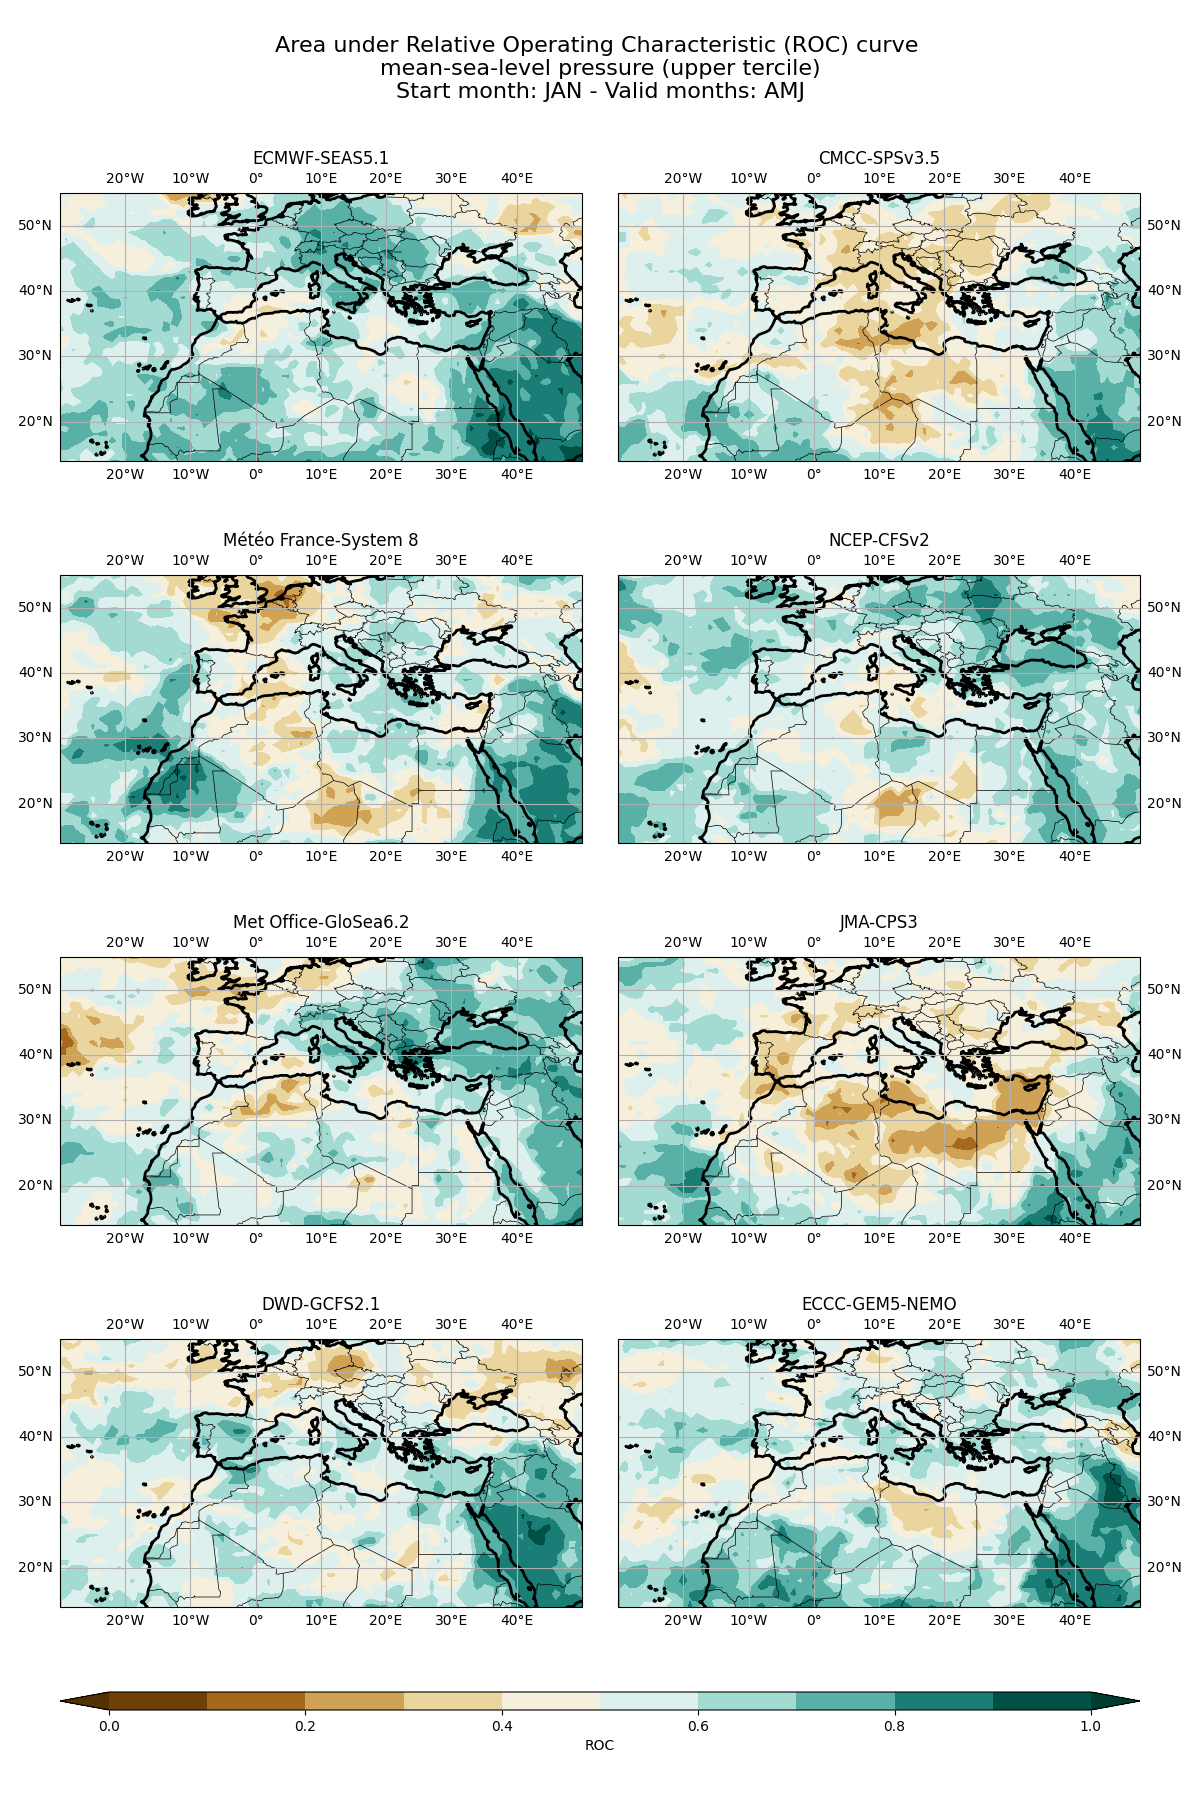 Area under Relative Operating Characteristic (ROC) curve
mean-sea-level pressure (upper tercile)
Start month: JAN - Valid months: AMJ
ECMWF-SEAS5.1
20°W 10°W 0° 10°E 20°E 30°E 40°E
50°N
40°N
30°N
20°N
20°W 10°W 0° 10°E 20°E 30°E 40°E
CMCC-SPSv3.5
20°W 10°W 0° 10°E 20°E 30°E 40°E
50°N
40°N
30°N
20°N
20°W 10°W 0° 10°E 20°E 30°E 40°E
Météo France-System 8
20°W 10°W 0° 10°E 20°E 30°E 40°E
50°N
40°N
30°N
20°N
20°W 10°W 0° 10°E 20°E 30°E 40°E
NCEP-CFSv2
20°W 10°W 0° 10°E 20°E 30°E 40°E
50°N
40°N
30°N
20°N
20°W 10°W 0° 10°E 20°E 30°E 40°E
Met Office-GloSea6.2
20°W 10°W 0° 10°E 20°E 30°E 40°E
50°N
40°N
30°N
20°N
20°W 10°W 0° 10°E 20°E 30°E 40°E
JMA-CPS3
20°W 10°W 0° 10°E 20°E 30°E 40°E
50°N
40°N
30°N
20°N
20°W 10°W 0° 10°E 20°E 30°E 40°E
DWD-GCFS2.1
20°W 10°W 0° 10°E 20°E 30°E 40°E
50°N
40°N
30°N
20°N
20°W 10°W 0° 10°E 20°E 30°E 40°E
ECCC-GEM5-NEMO
20°W 10°W 0° 10°E 20°E 30°E 40°E
50°N
40°N
30°N
20°N
20°W 10°W 0° 10°E 20°E 30°E 40°E
0.0 0.2 0.4 0.6 0.8 1.0
ROC